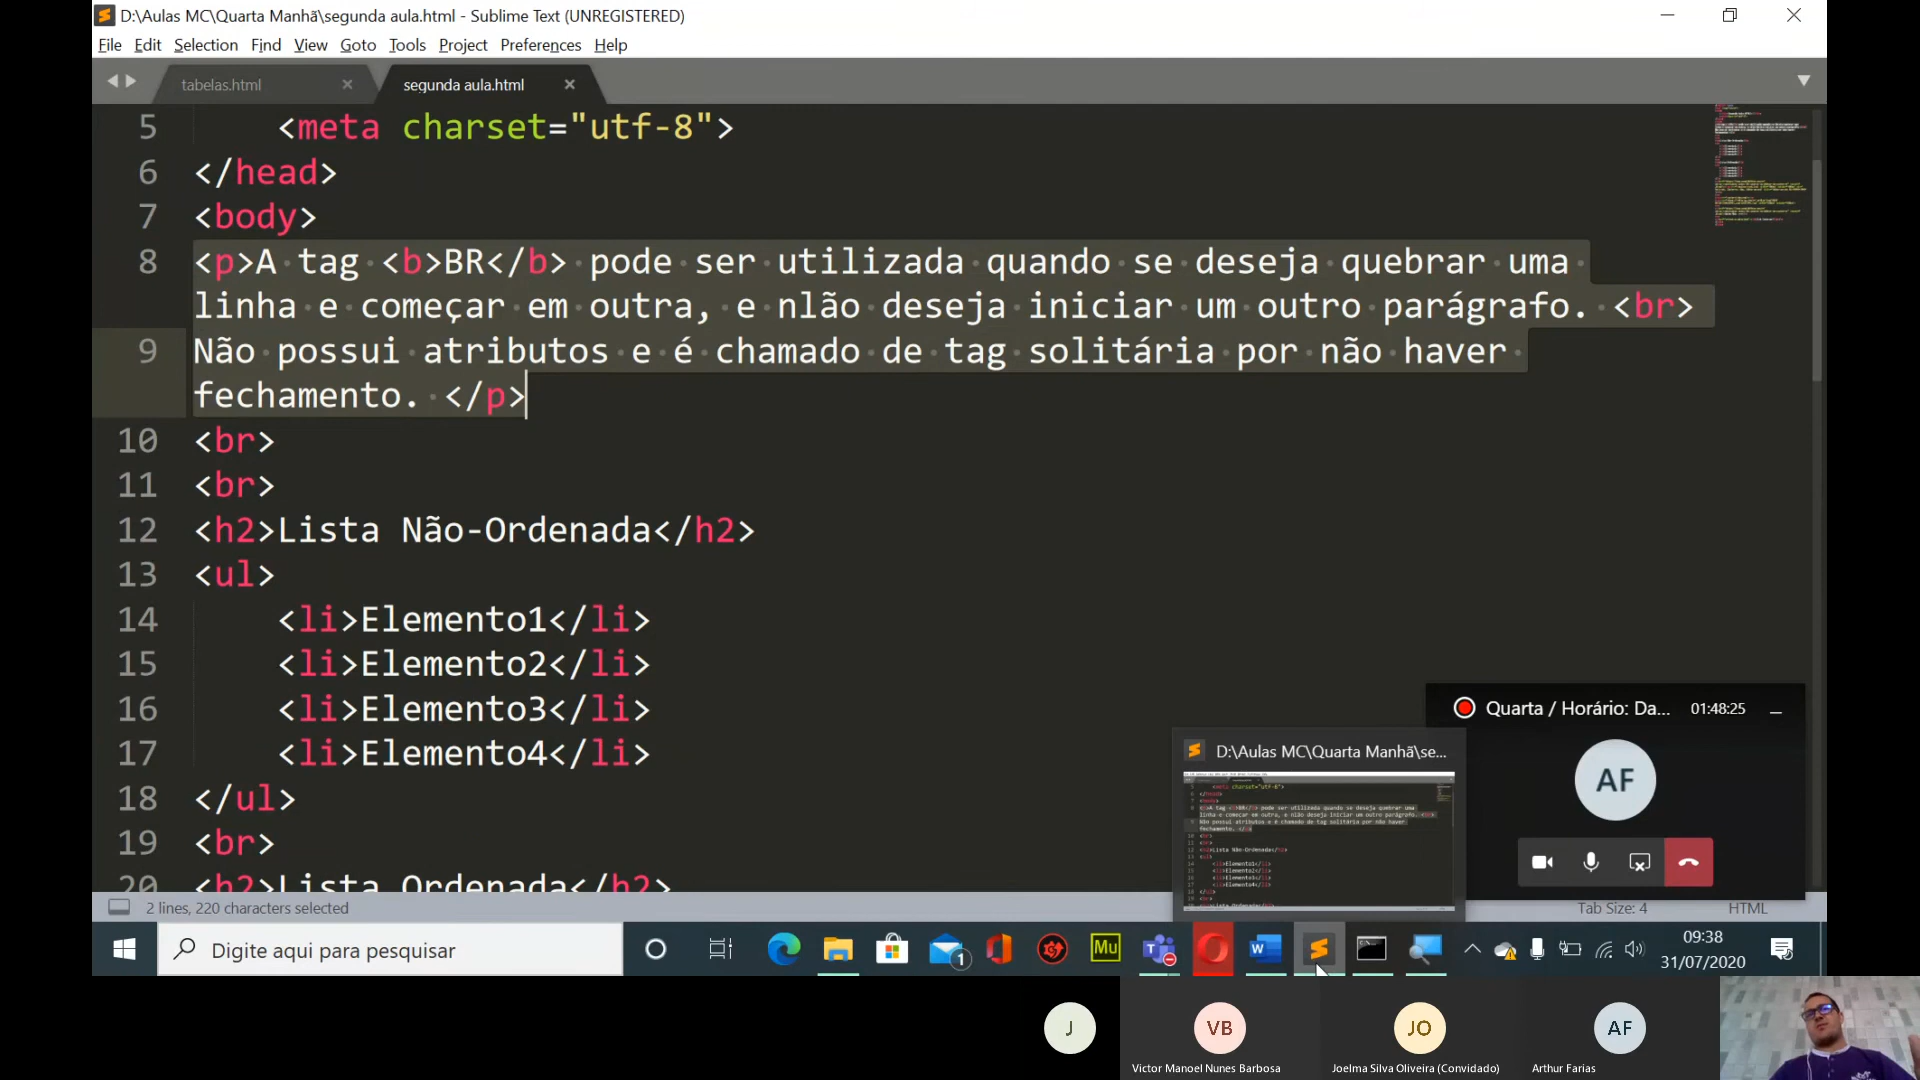 D:\Aulas MC\Quarta Manhã\segunda aula.html - Sublime Text (UNREGISTERED)
File Edit Selection Find View Goto Tools Project Preferences Help
tabelas.html
segunda aula.html
5 <meta charset="utf-8">
6 </head>
7 <body>
8 <p>A tag <b>BR</b> pode ser utilizada quando se deseja quebrar uma
linha e começar em outra, e nlão deseja iniciar um outro parágrafo. <br>
9 Não possui atributos e é chamado de tag solitária por não haver
fechamento. </p>
10 <br>
11 <br>
12 <h2>Lista Não-Ordenada</h2>
13 <ul>
14 <li>Elemento1</li>
15 <li>Elemento2</li>
16 <li>Elemento3</li>
17 <li>Elemento4</li>
18 </ul>
19 <br>
20 <h2>Lista Ordenada</h2>
Quarta / Horário: Da... 01:48:25
AF
D:\Aulas MC\Quarta Manhã\se...
2 lines, 220 characters selected
Tab Size: 4
HTML
Digite aqui para pesquisar
1
Mu
09:38
31/07/2020
J
VB
JO
AF
Victor Manoel Nunes Barbosa
Joelma Silva Oliveira (Convidado)
Arthur Farias